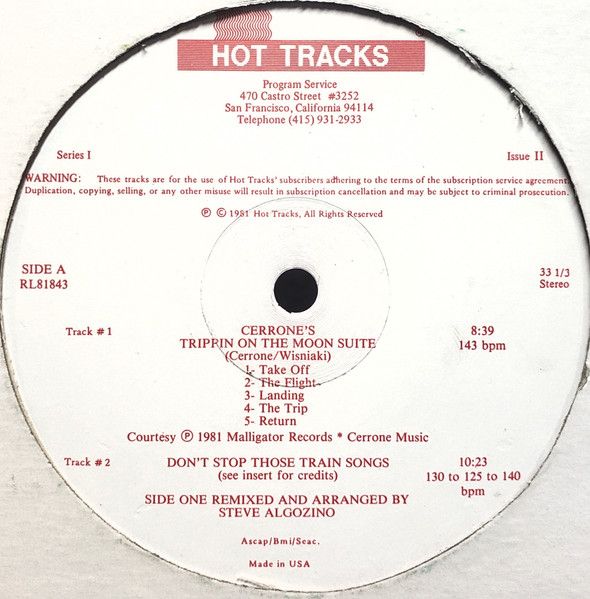 HOT TRACKS
Program Service
470 Castro Street #3252
San Francisco, California 94114
Telephone (415) 931-2933
Series I
Issue II
WARNING: These tracks are for the use of Hot Tracks' subscribers adhering to the terms of the subscription service agreement.
Duplication, copying, selling, or any other misuse will result in subscription cancellation and may be subject to criminal prosecution.
℗ © 1981 Hot Tracks, All Rights Reserved
SIDE A
RL81843
33 1/3
Stereo
Track #1 CERRONE'S 8:39
TRIPPIN ON THE MOON SUITE 143 bpm
(Cerrone/Wisniaki)
1- Take Off
2- The Flight-
3- Landing
4- The Trip
5- Return
Courtesy ℗ 1981 Malligator Records * Cerrone Music
Track #2 DON'T STOP THOSE TRAIN SONGS 10:23
(see insert for credits) 130 to 125 to 140
bpm
SIDE ONE REMIXED AND ARRANGED BY
STEVE ALGOZINO
Ascap/Bmi/Seac.
Made in USA